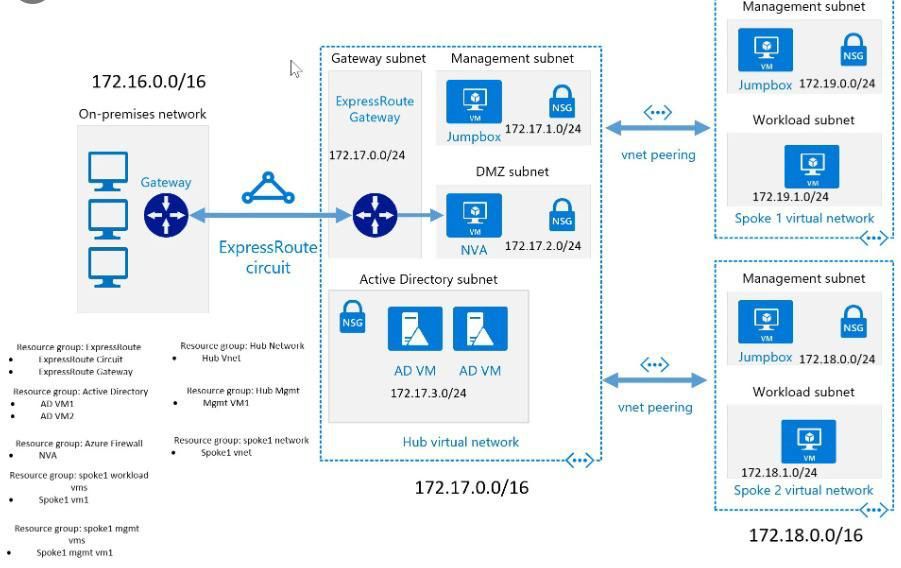 172.16.0.0/16
On-premises network
Gateway
ExpressRoute
circuit
Resource group: ExpressRoute
• ExpressRoute Circuit
• ExpressRoute Gateway
Resource group: Active Directory
• AD VM1
• AD VM2
Resource group: Azure Firewall
• NVA
Resource group: spoke1 workload
vms
• Spoke1 vm1
Resource group: spoke1 mgmt
vms
• Spoke1 mgmt vm1
Resource group: Hub Network
• Hub Vnet
Resource group: Hub Mgmt
• Mgmt VM1
Resource group: spoke1 network
• Spoke1 vnet
Gateway subnet
ExpressRoute
Gateway
172.17.0.0/24
Management subnet
VM
NSG
Jumpbox
172.17.1.0/24
DMZ subnet
VM
NSG
NVA
172.17.2.0/24
Active Directory subnet
NSG
AD VM
AD VM
172.17.3.0/24
Hub virtual network
172.17.0.0/16
vnet peering
vnet peering
Management subnet
VM
NSG
Jumpbox
172.19.0.0/24
Workload subnet
VM
172.19.1.0/24
Spoke 1 virtual network
Management subnet
VM
NSG
Jumpbox
172.18.0.0/24
Workload subnet
VM
172.18.1.0/24
Spoke 2 virtual network
172.18.0.0/16